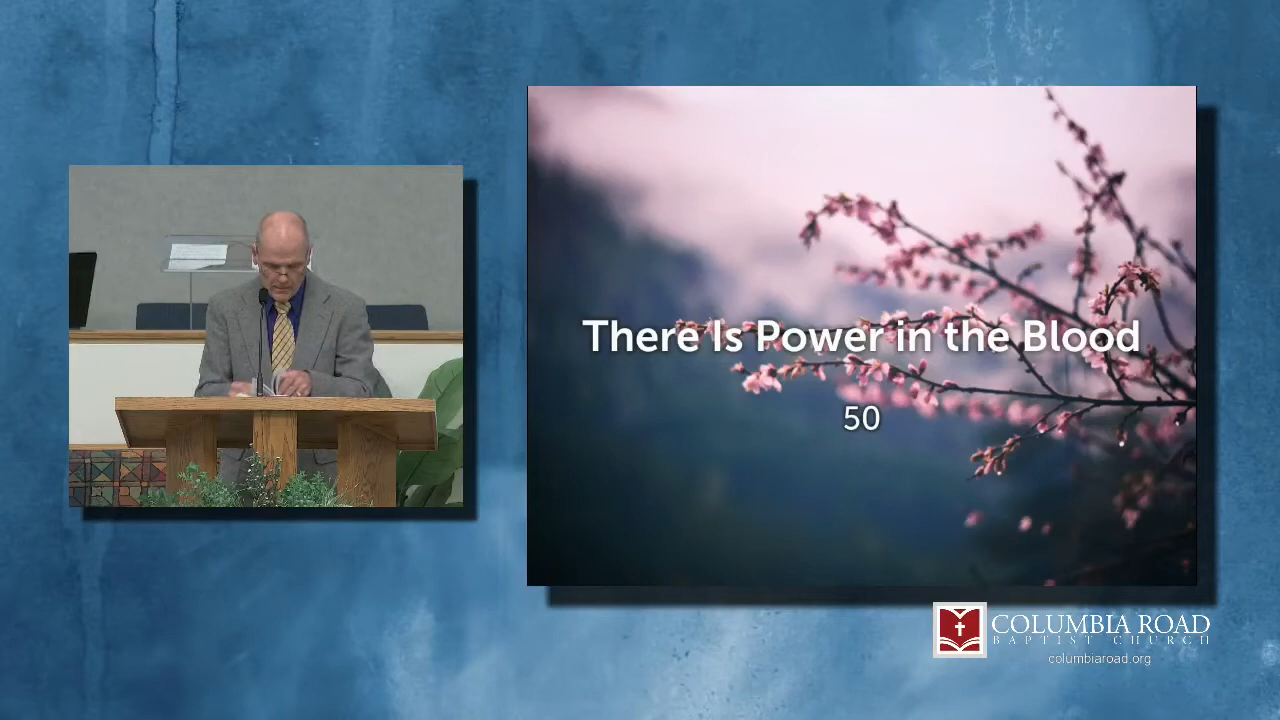 There Is Power in the Blood
50
COLUMBIA ROAD
BAPTIST CHURCH
columbiaroad.org